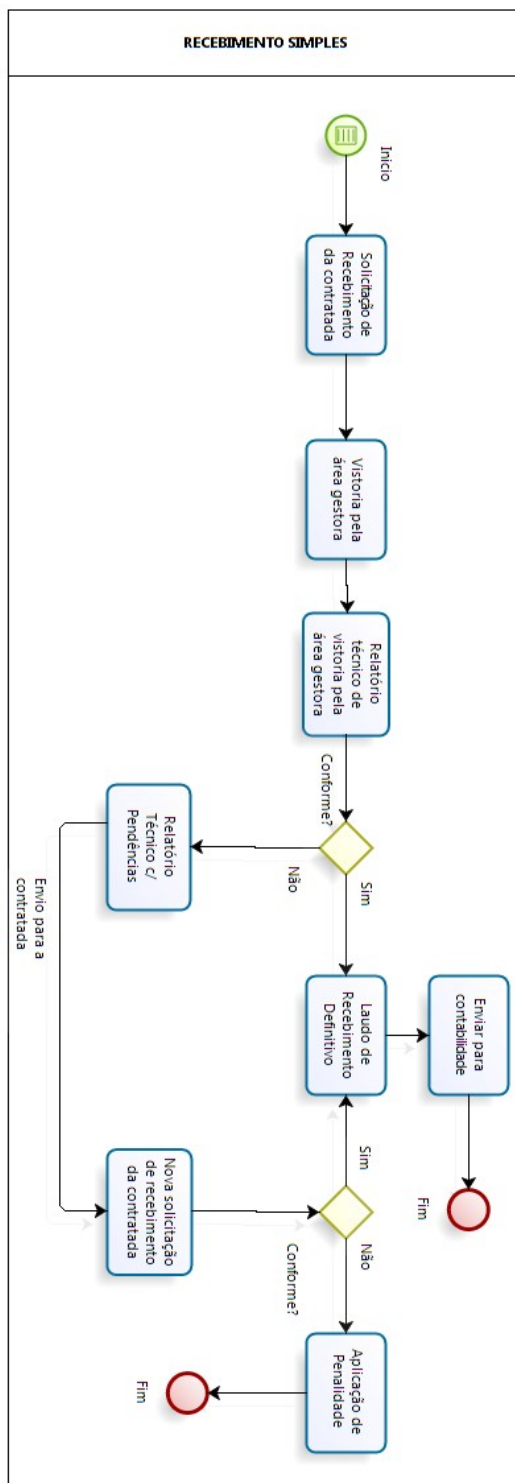 RECEBIMENTO SIMPLES
Inicio
Solicitação de
Recebimento
da contratada
Vistoria pela
área gestora
Relatório
técnico de
vistoria pela
área gestora
Conforme?
Sim
Não
Relatório
Técnico c/
Pendências
Envio para a
contratada
Laudo de
Recebimento
Definitivo
Enviar para
contabilidade
Fim
Nova solicitação
de recebimento
da contratada
Conforme?
Sim
Não
Aplicação de
Penalidade
Fim